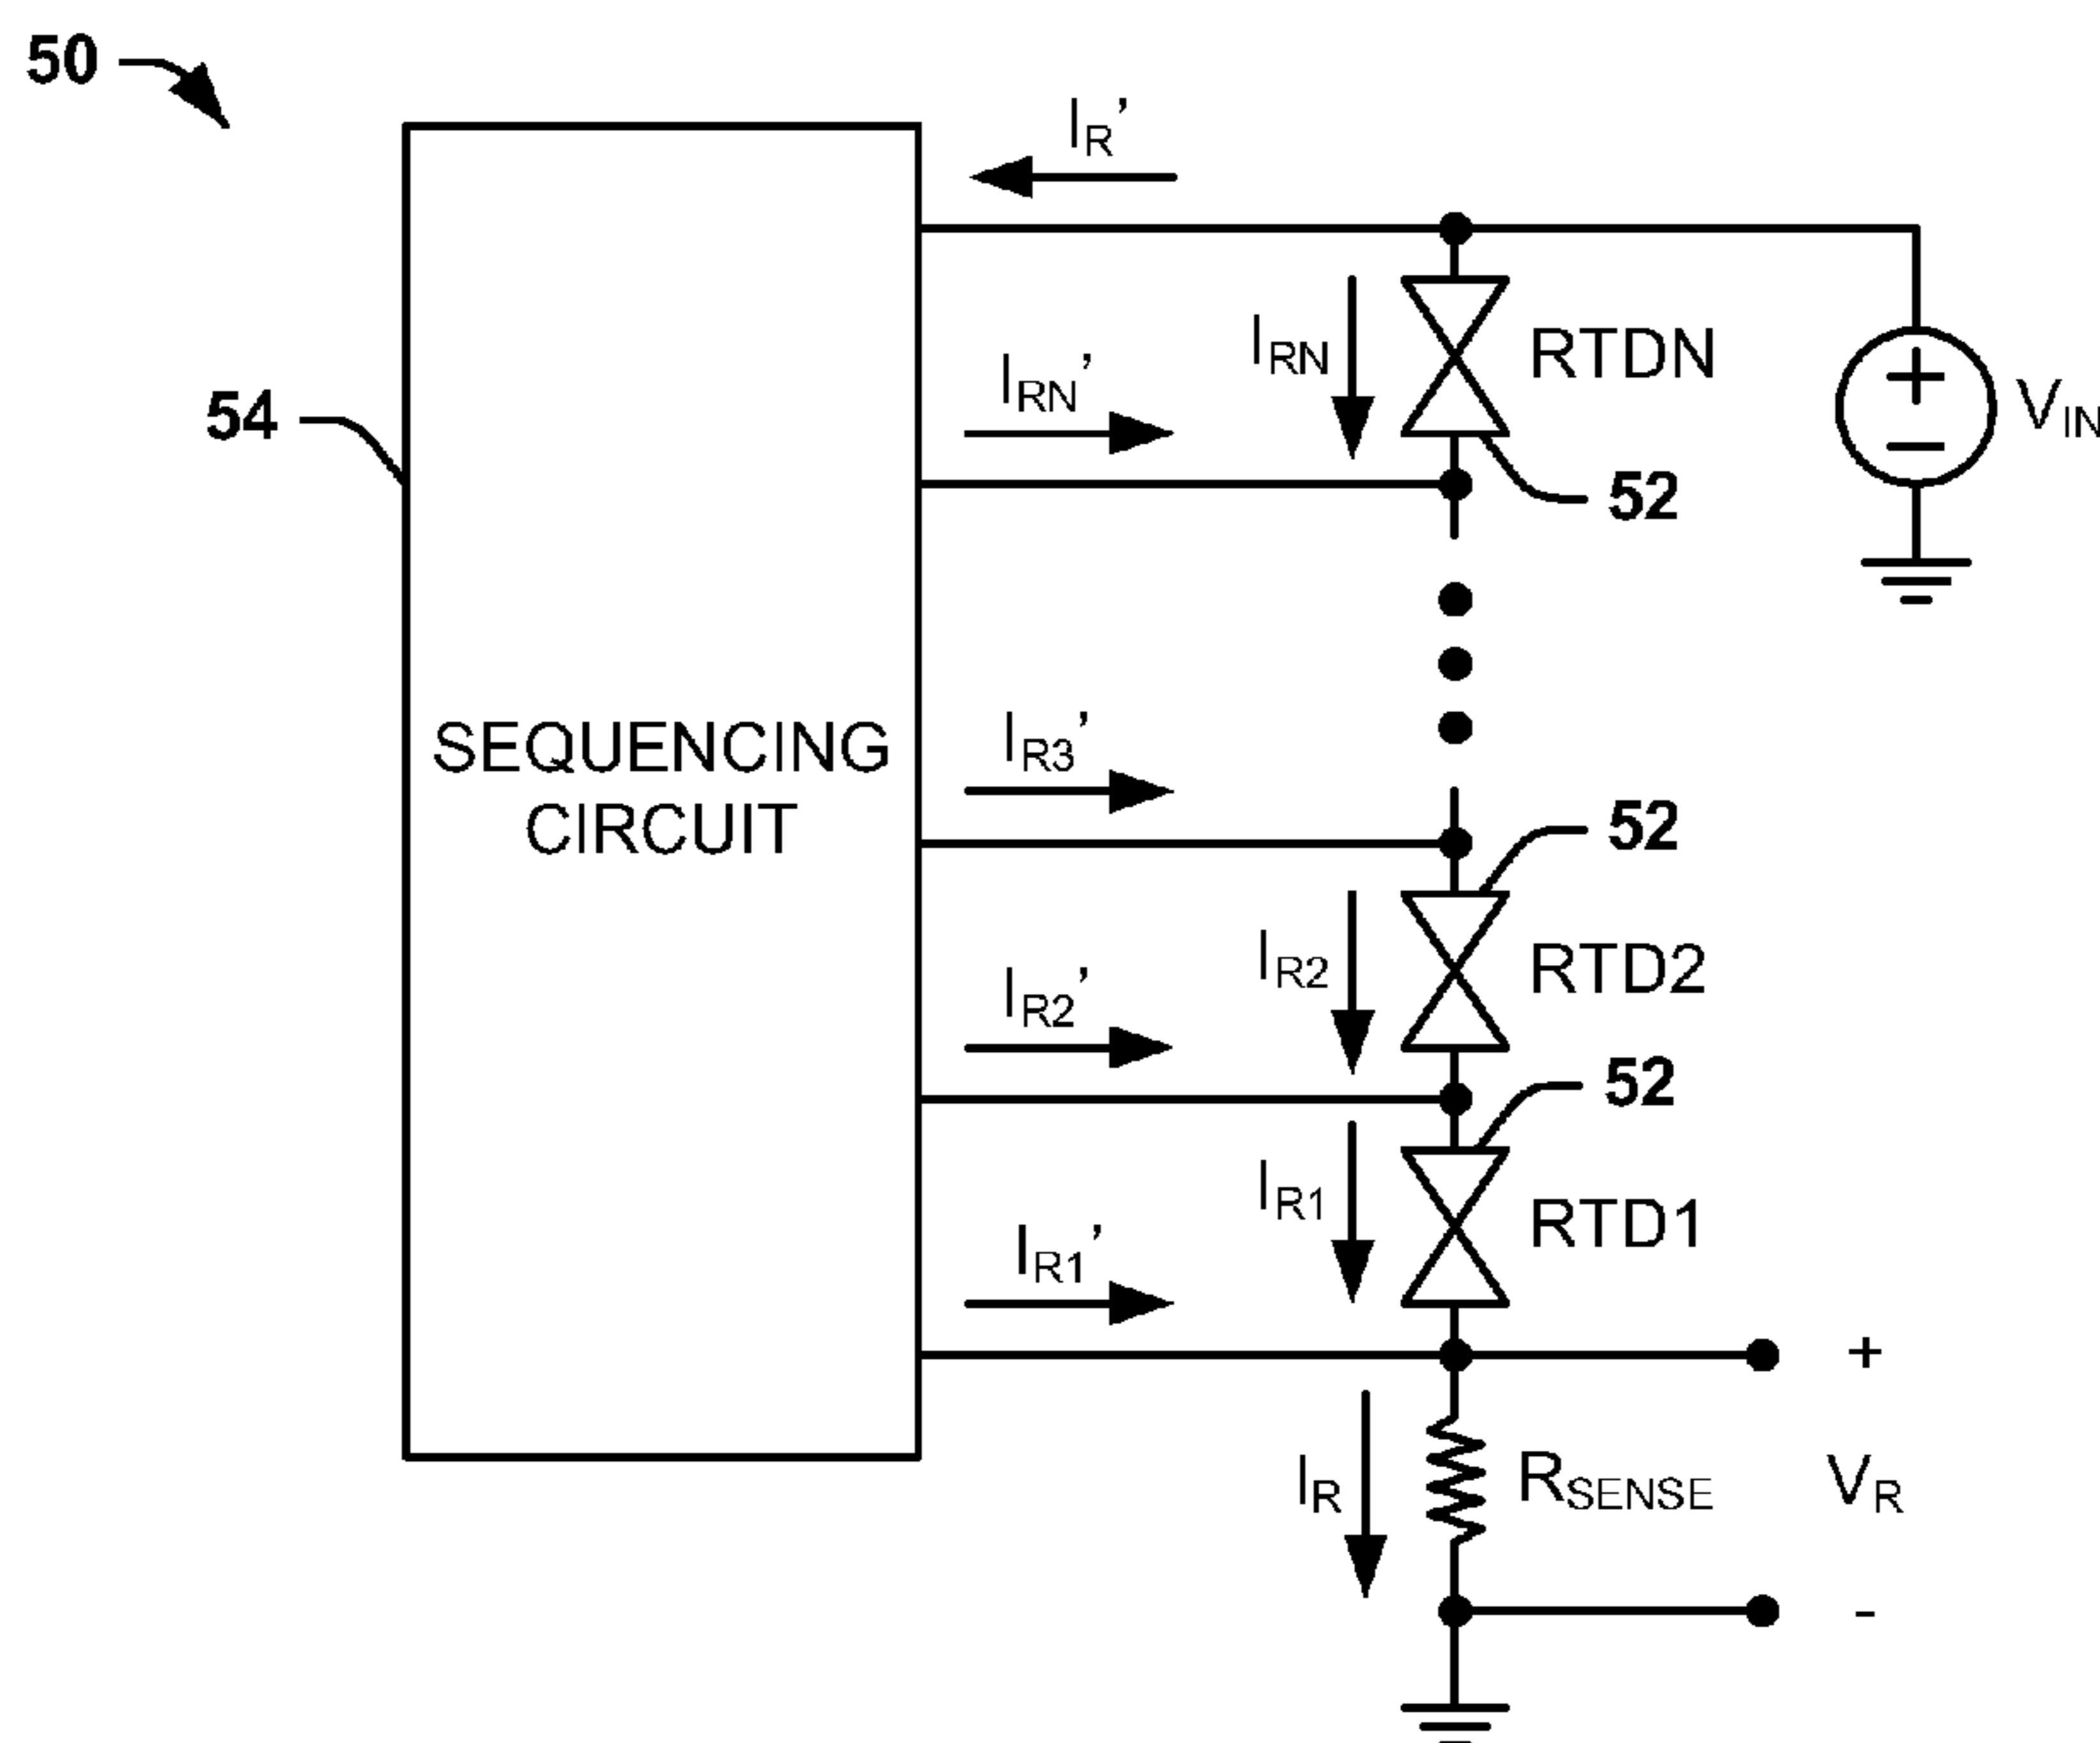 50
I_R'
I_RN
RTDN
I_RN'
V_IN
54
52
I_R3'
SEQUENCING
CIRCUIT
52
I_R2
RTD2
I_R2'
52
I_R1
RTD1
I_R1'
+
I_R
R_SENSE
V_R
-